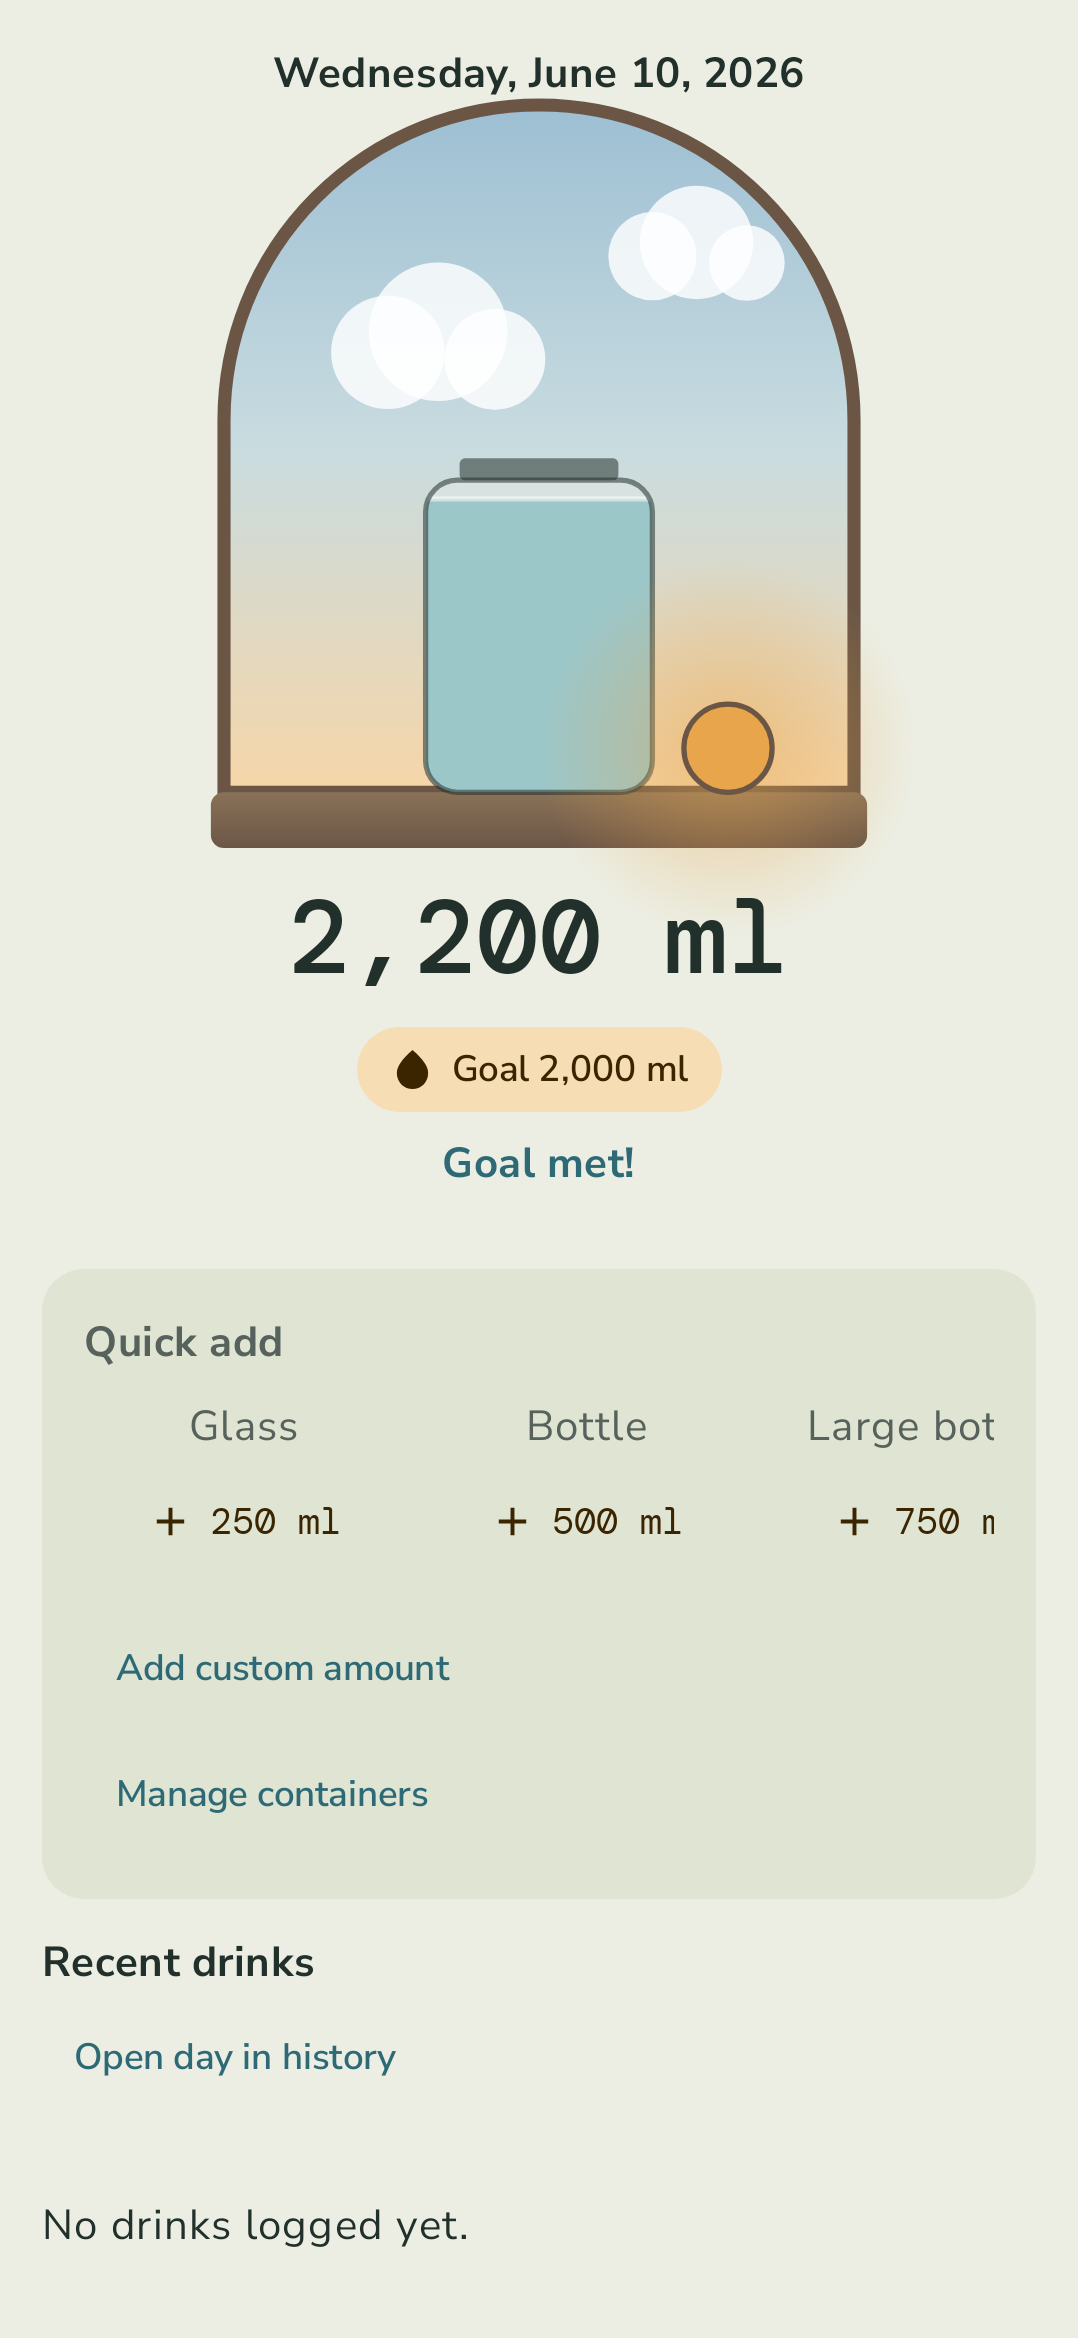 Wednesday, June 10, 2026
2,200 ml
Goal 2,000 ml
Goal met!
Quick add
Glass Bottle Large bot
+ 250 ml + 500 ml + 750 m
Add custom amount
Manage containers
Recent drinks
Open day in history
No drinks logged yet.